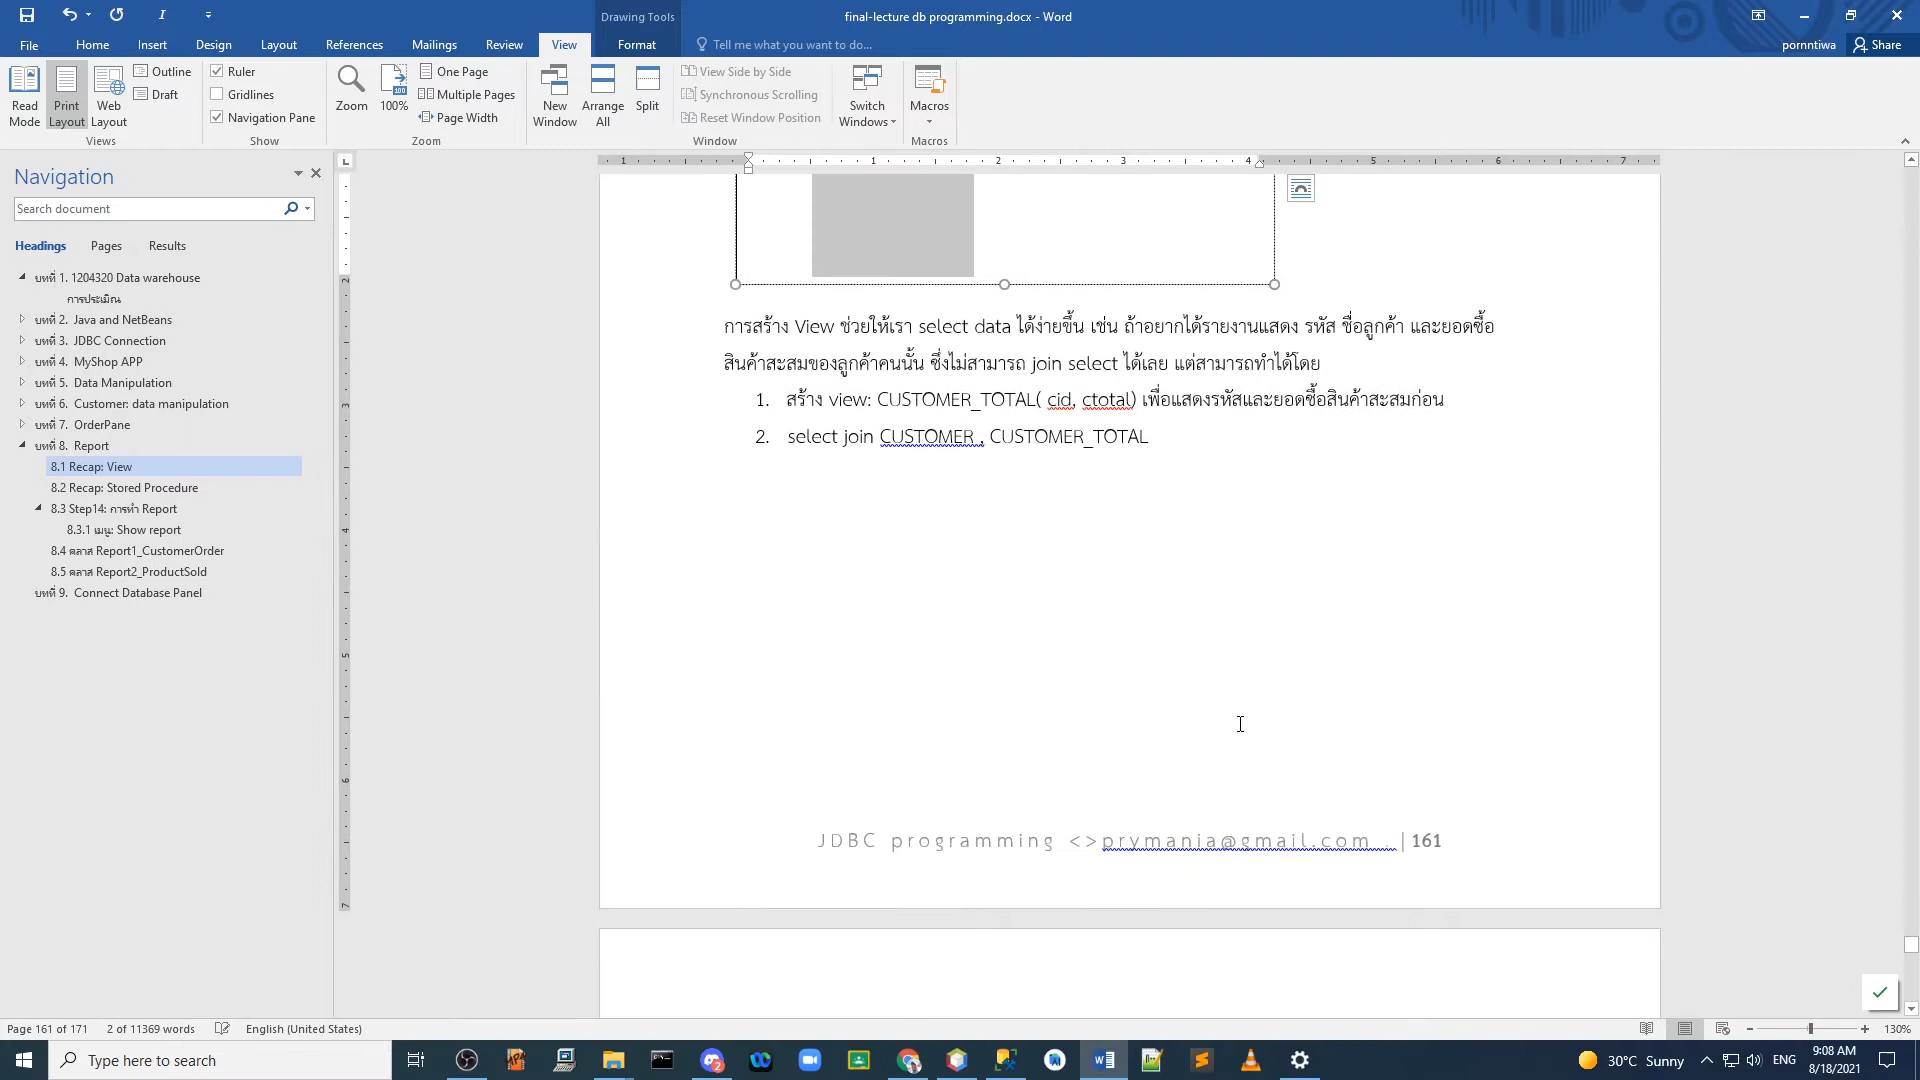 Drawing Tools
final-lecture db programming.docx - Word
File
Home
Insert
Design
Layout
References
Mailings
Review
View
Format
Tell me what you want to do...
pornntiwa
Share
Read Mode
Print Layout
Web Layout
Outline
Draft
Views
Ruler
Gridlines
Navigation Pane
Show
Zoom
100%
One Page
Multiple Pages
Page Width
Zoom
New Window
Arrange All
Split
View Side by Side
Synchronous Scrolling
Reset Window Position
Window
Switch Windows
Macros
Macros
Navigation
Search document
Headings
Pages
Results
บทที่ 1. 1204320 Data warehouse
การประเมิณ
บทที่ 2. Java and NetBeans
บทที่ 3. JDBC Connection
บทที่ 4. MyShop APP
บทที่ 5. Data Manipulation
บทที่ 6. Customer: data manipulation
บทที่ 7. OrderPane
บทที่ 8. Report
8.1 Recap: View
8.2 Recap: Stored Procedure
8.3 Step14: การทำ Report
8.3.1 เมนู: Show report
8.4 คลาส Report1_CustomerOrder
8.5 คลาส Report2_ProductSold
บทที่ 9. Connect Database Panel
1 1 2 3 4 5 6 7
2
3
4
5
6
7
การสร้าง View ช่วยให้เรา select data ได้ง่ายขึ้น เช่น ถ้าอยากได้รายงานแสดง รหัส ชื่อลูกค้า และยอดซื้อ
สินค้าสะสมของลูกค้าคนนั้น ซึ่งไม่สามารถ join select ได้เลย แต่สามารถทำได้โดย
1. สร้าง view: CUSTOMER_TOTAL( cid, ctotal) เพื่อแสดงรหัสและยอดซื้อสินค้าสะสมก่อน
2. select join CUSTOMER , CUSTOMER_TOTAL
JDBC programming <>prymania@gmail.com |161
Page 161 of 171
2 of 11369 words
English (United States)
130%
Type here to search
30°C Sunny
ENG
9:08 AM
8/18/2021